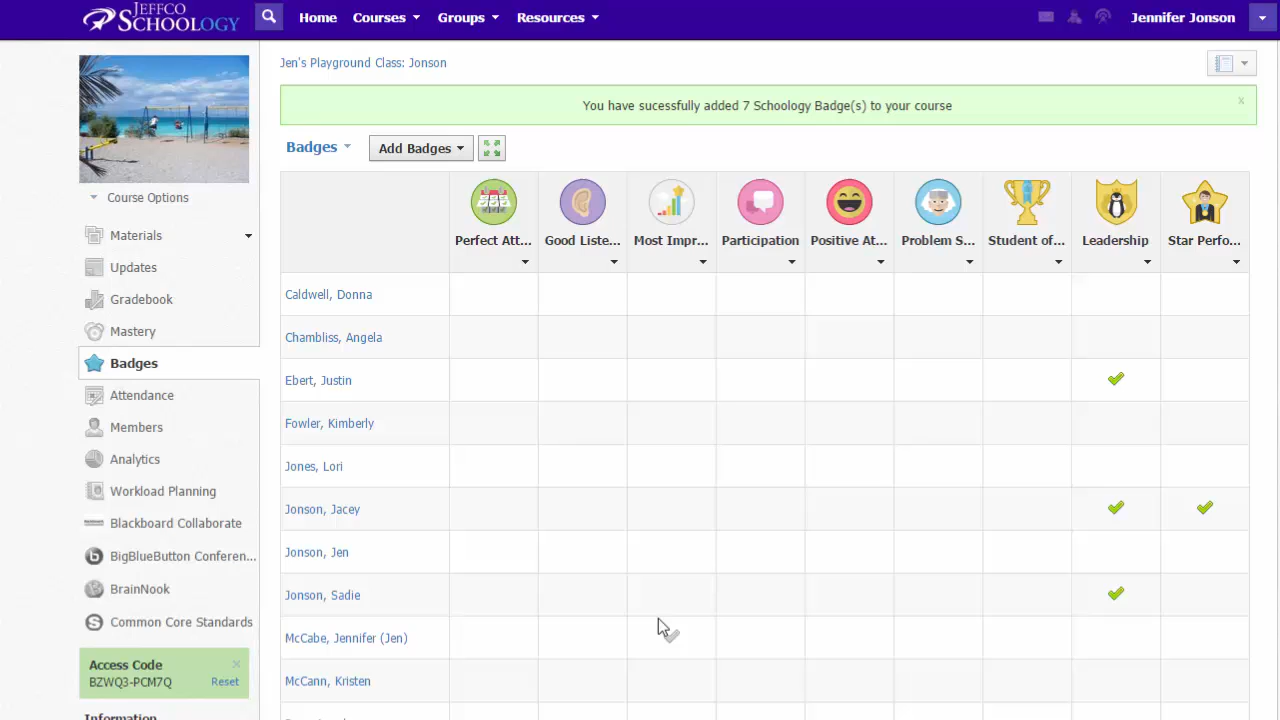 JEFFCO
SCHOOLOGY
Home
Courses
Groups
Resources
Jennifer Jonson
Jen's Playground Class: Jonson
You have sucessfully added 7 Schoology Badge(s) to your course
x
Badges
Add Badges
Course Options
Materials
Updates
Gradebook
Mastery
Badges
Attendance
Members
Analytics
Workload Planning
Blackboard Collaborate
BigBlueButton Conferen...
BrainNook
Common Core Standards
Access Code
x
BZWQ3-PCM7Q Reset
Information
Perfect Att... Good Liste... Most Impr... Participation Positive At... Problem S... Student of... Leadership Star Perfo...
Caldwell, Donna
Chambliss, Angela
Ebert, Justin
Fowler, Kimberly
Jones, Lori
Jonson, Jacey
Jonson, Jen
Jonson, Sadie
McCabe, Jennifer (Jen)
McCann, Kristen